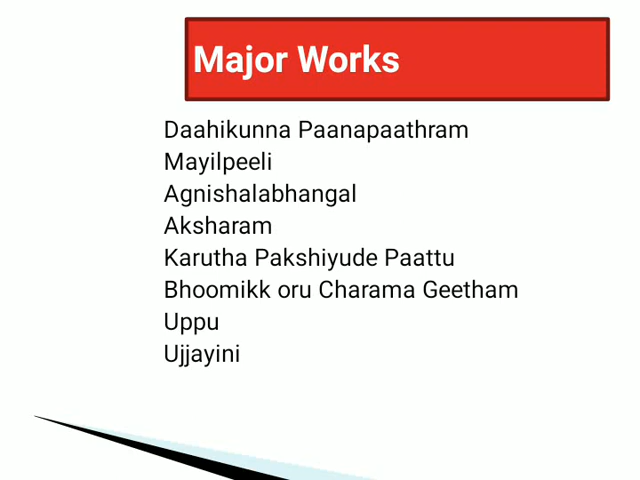 Major Works
Daahikunna Paanapaathram
Mayilpeeli
Agnishalabhangal
Aksharam
Karutha Pakshiyude Paattu
Bhoomikk oru Charama Geetham
Uppu
Ujjayini